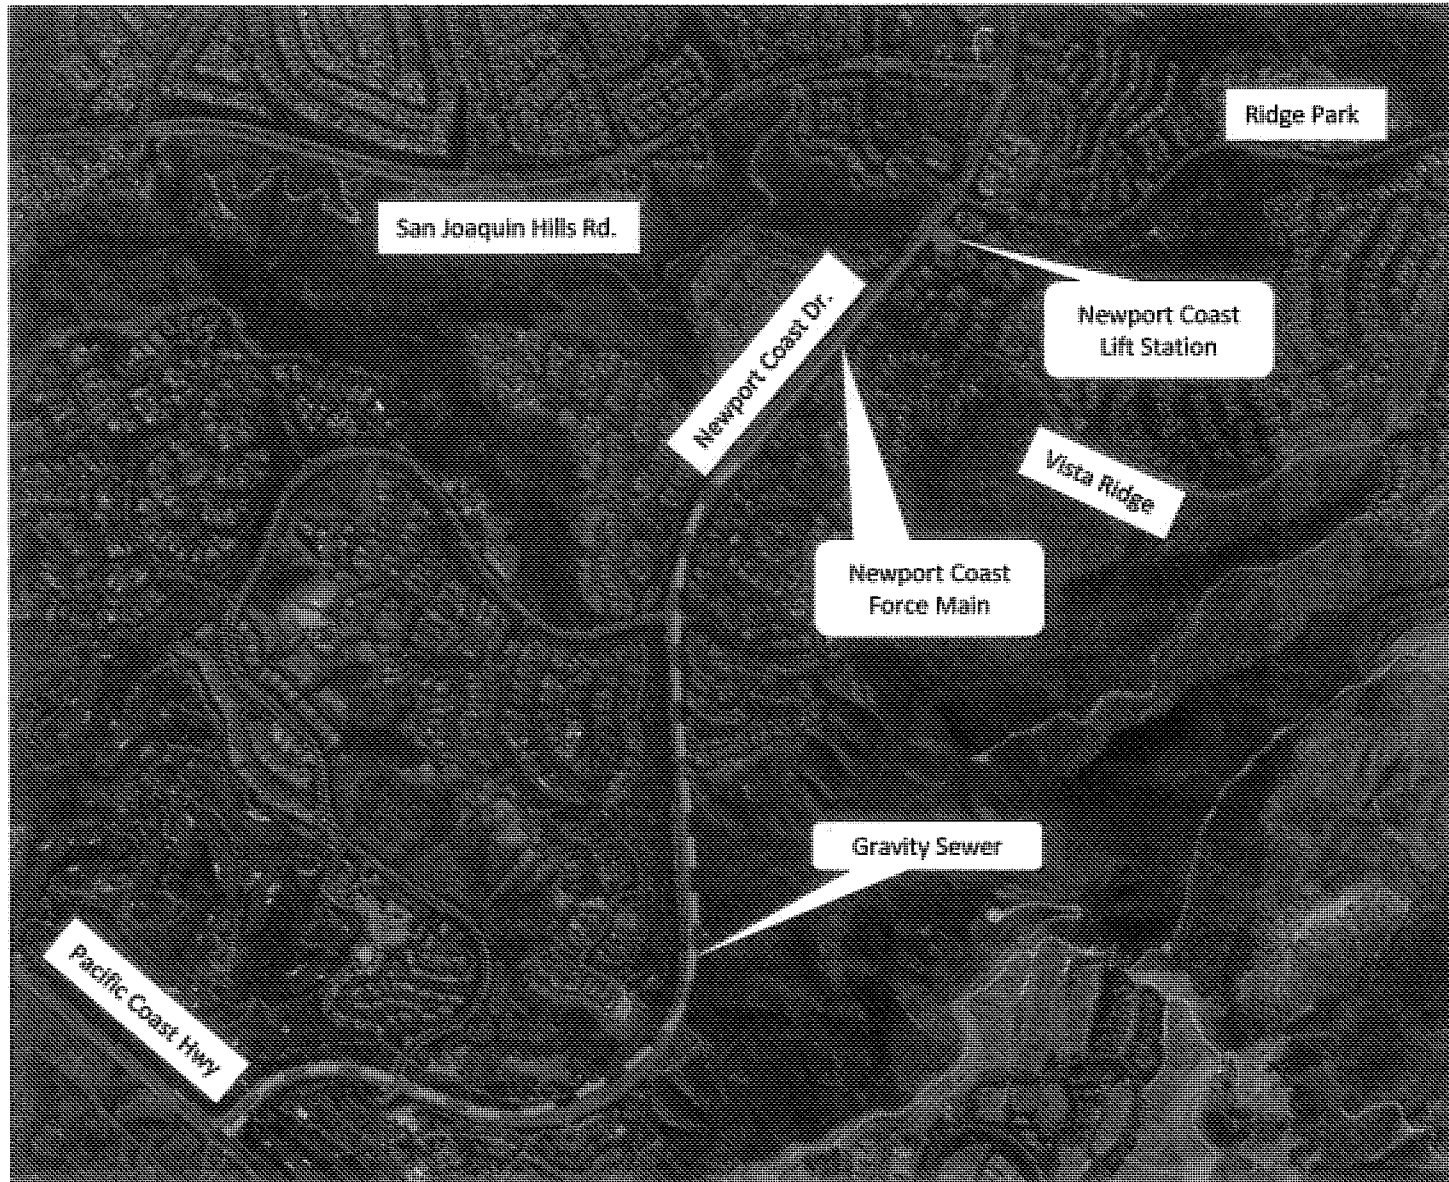 Ridge Park
San Joaquin Hills Rd.
Newport Coast Dr.
Newport Coast
Lift Station
Vista Ridge
Newport Coast
Force Main
Gravity Sewer
Pacific Coast Hwy